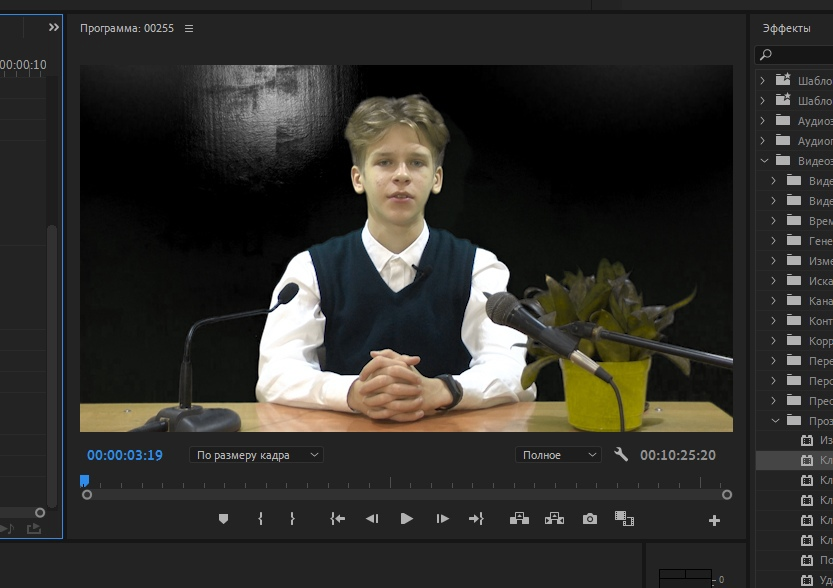 00:00:10
Программа: 00255
00:00:03:19
По размеру кадра
Полное
00:10:25:20
0
Эффекты
Шабло
Шабло
Аудиоэ
Аудиоп
Видеоэ
Виде
Виде
Врем
Гене
Изме
Иска
Кана
Конт
Корр
Пере
Перс
Прес
Проз
Из
Кл
Кл
Кл
Кл
Кл
По
Уд